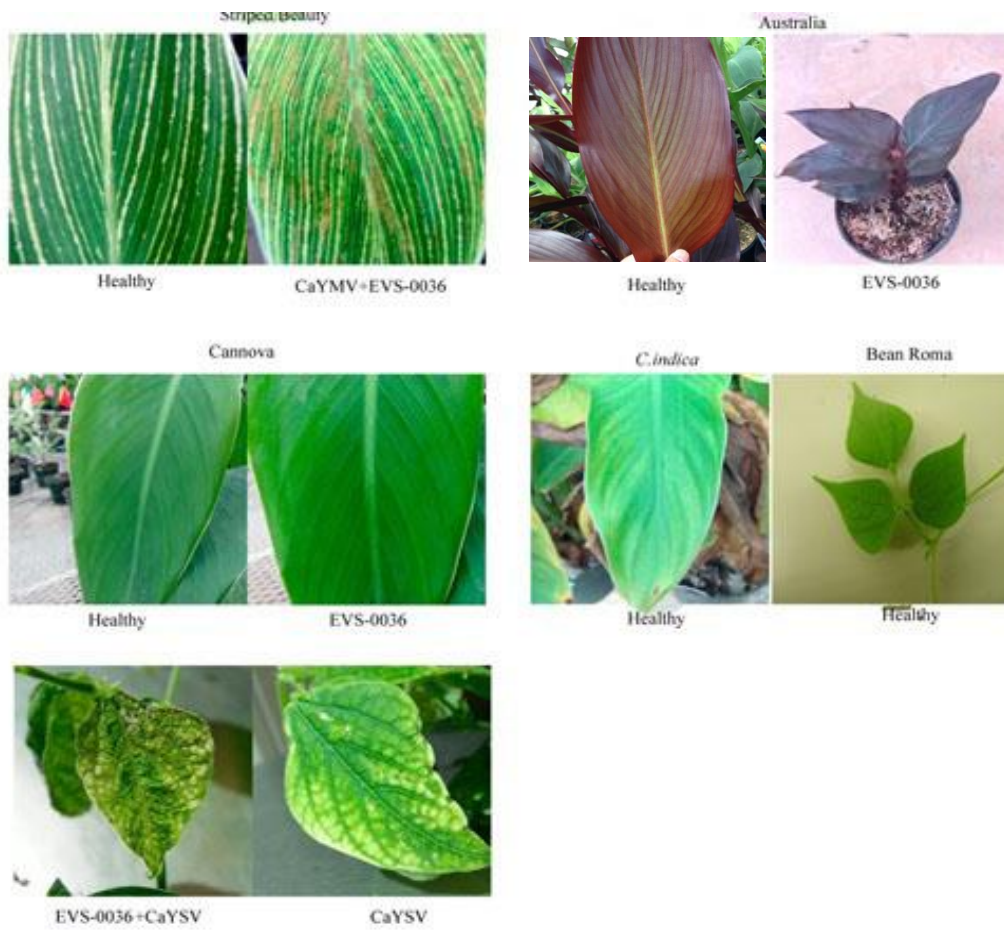 Striped Beauty
Australia
Healthy
CaYMV+EVS-0036
Healthy
EVS-0036
Cannova
C.indica
Bean Roma
Healthy
EVS-0036
Healthy
Healthy
EVS-0036+CaYSV
CaYSV